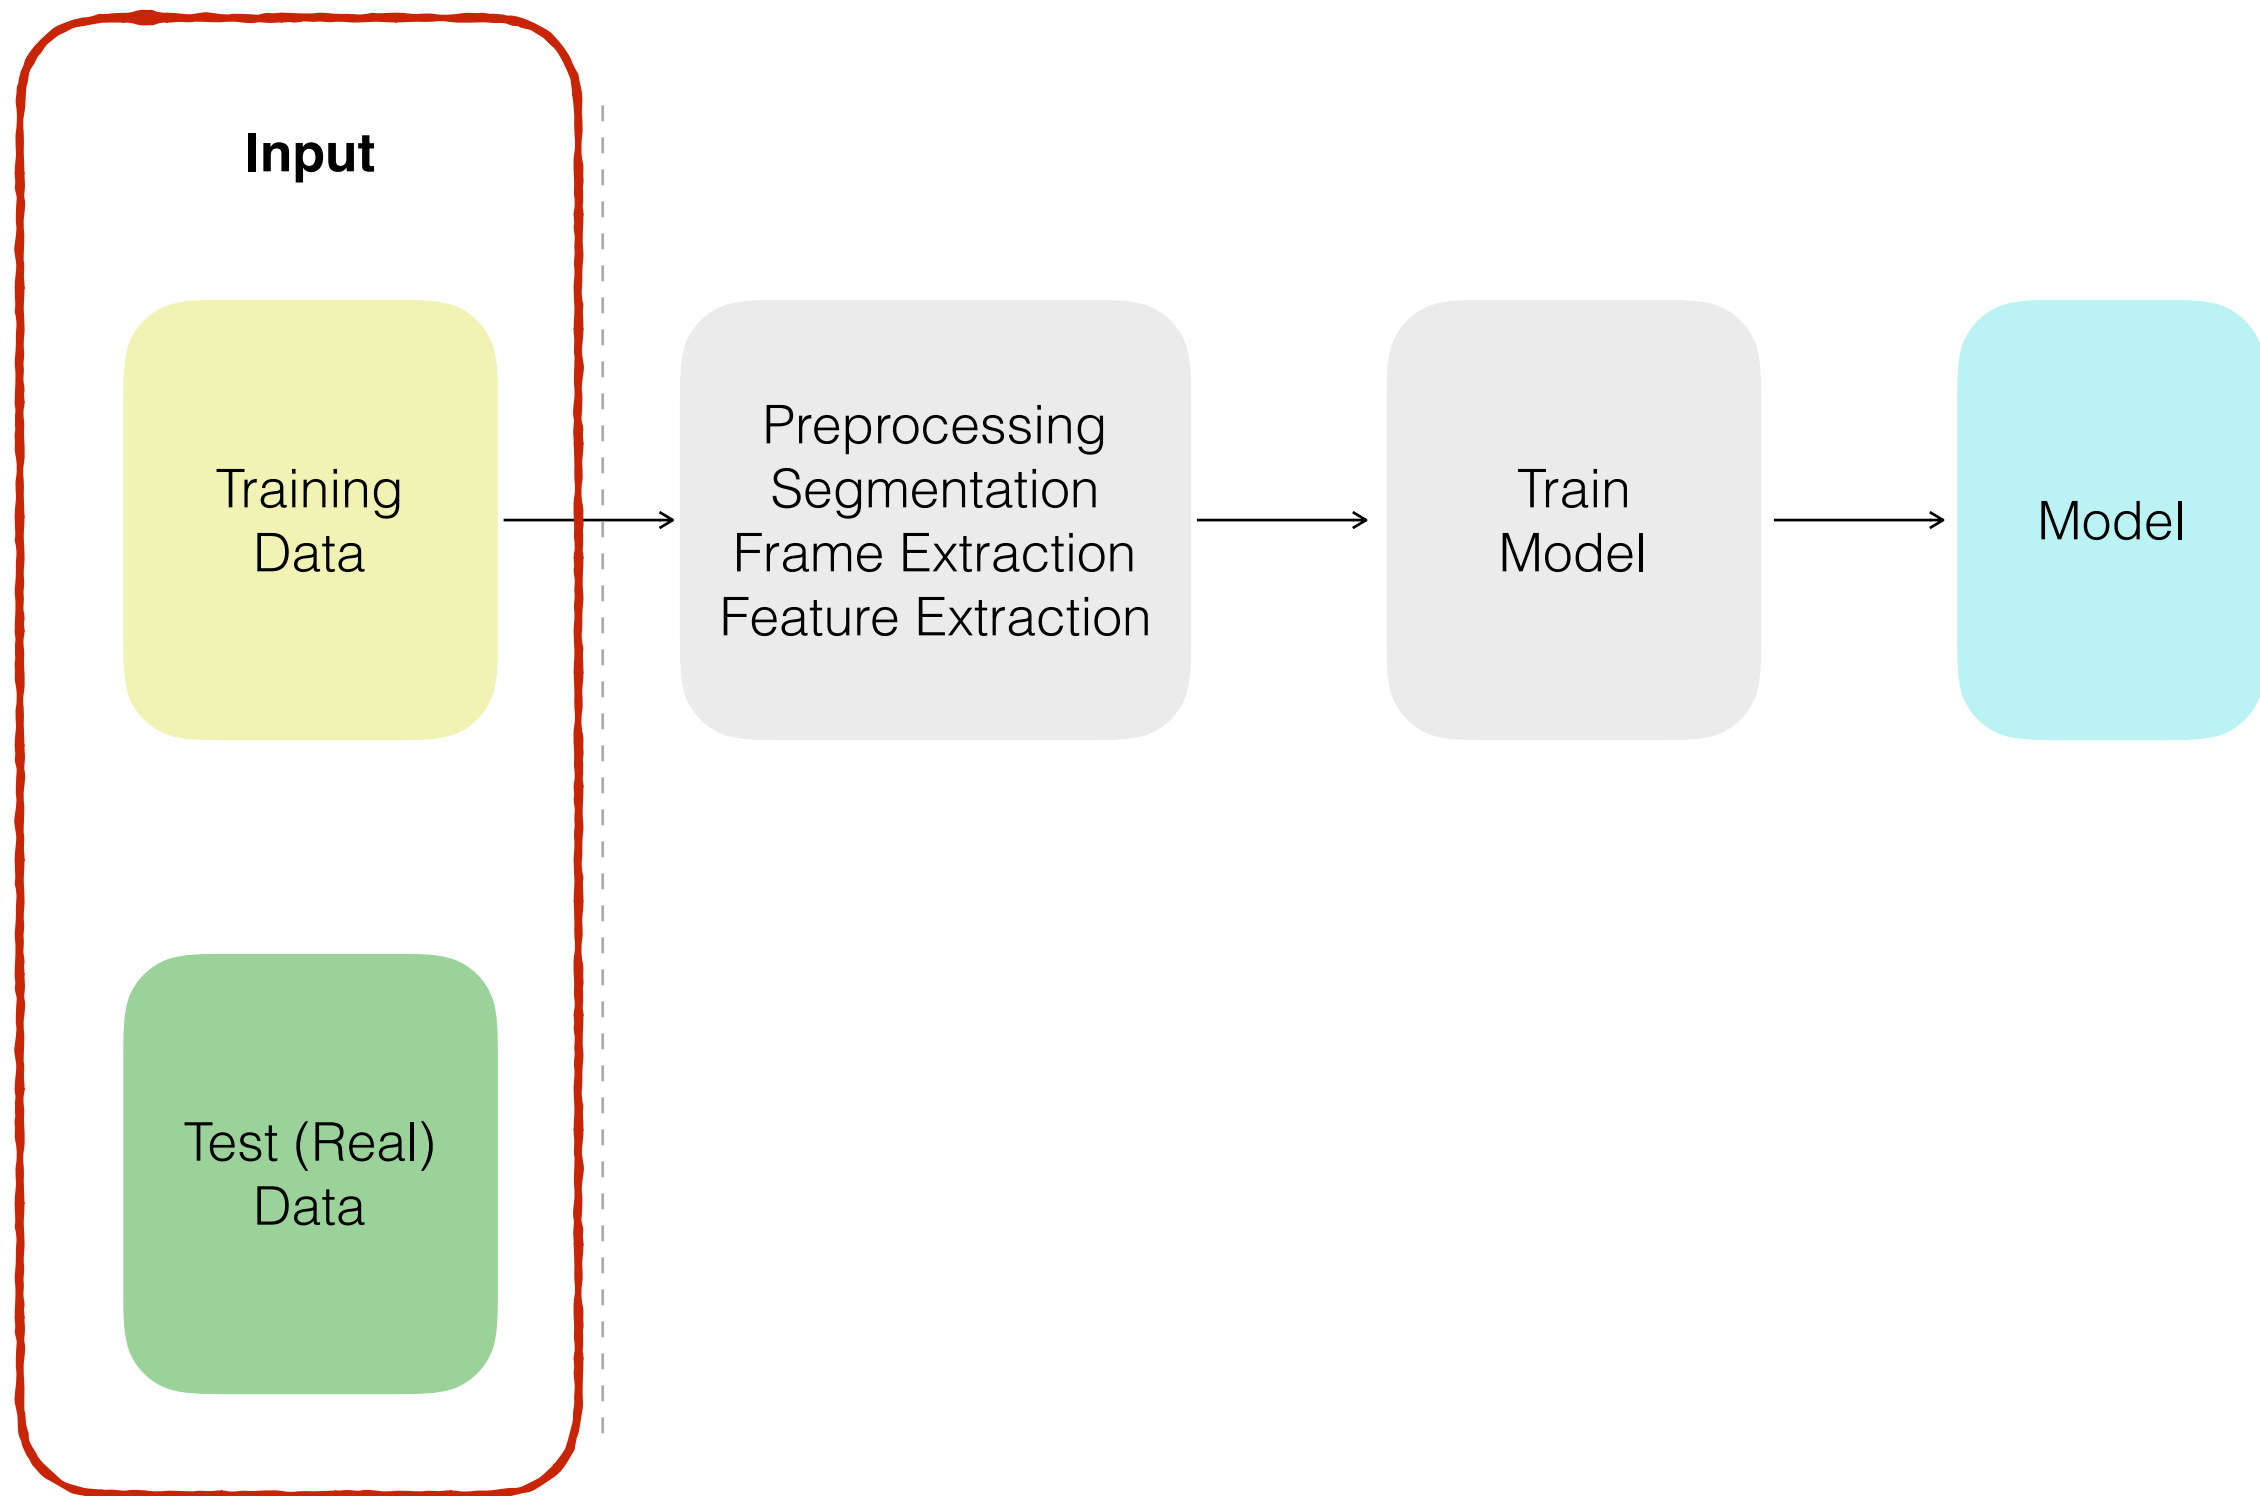 Input
Training
Data
Preprocessing
Segmentation
Frame Extraction
Feature Extraction
Train
Model
Model
Test (Real)
Data